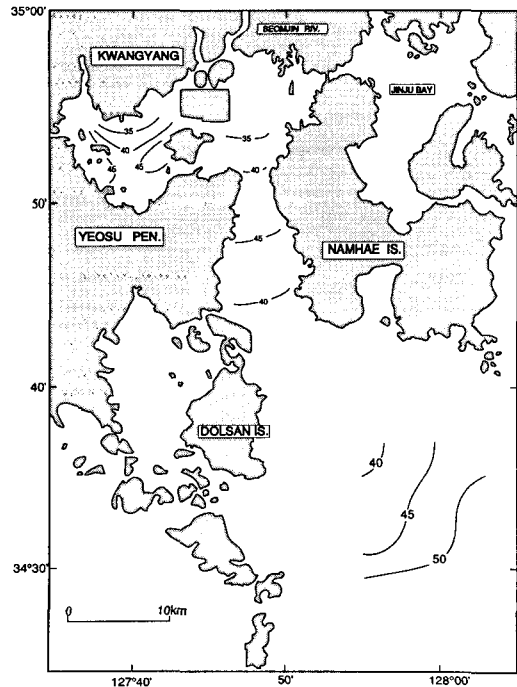 35°00'
SEOMJIN RIV.
KWANGYANG
JINJU BAY
35
35
40
45
45
40
50'
YEOSU PEN.
45
NAMHAE IS.
40
40'
DOLSAN IS.
40
45
50
34°30'
0 10km
127°40' 50' 128°00'